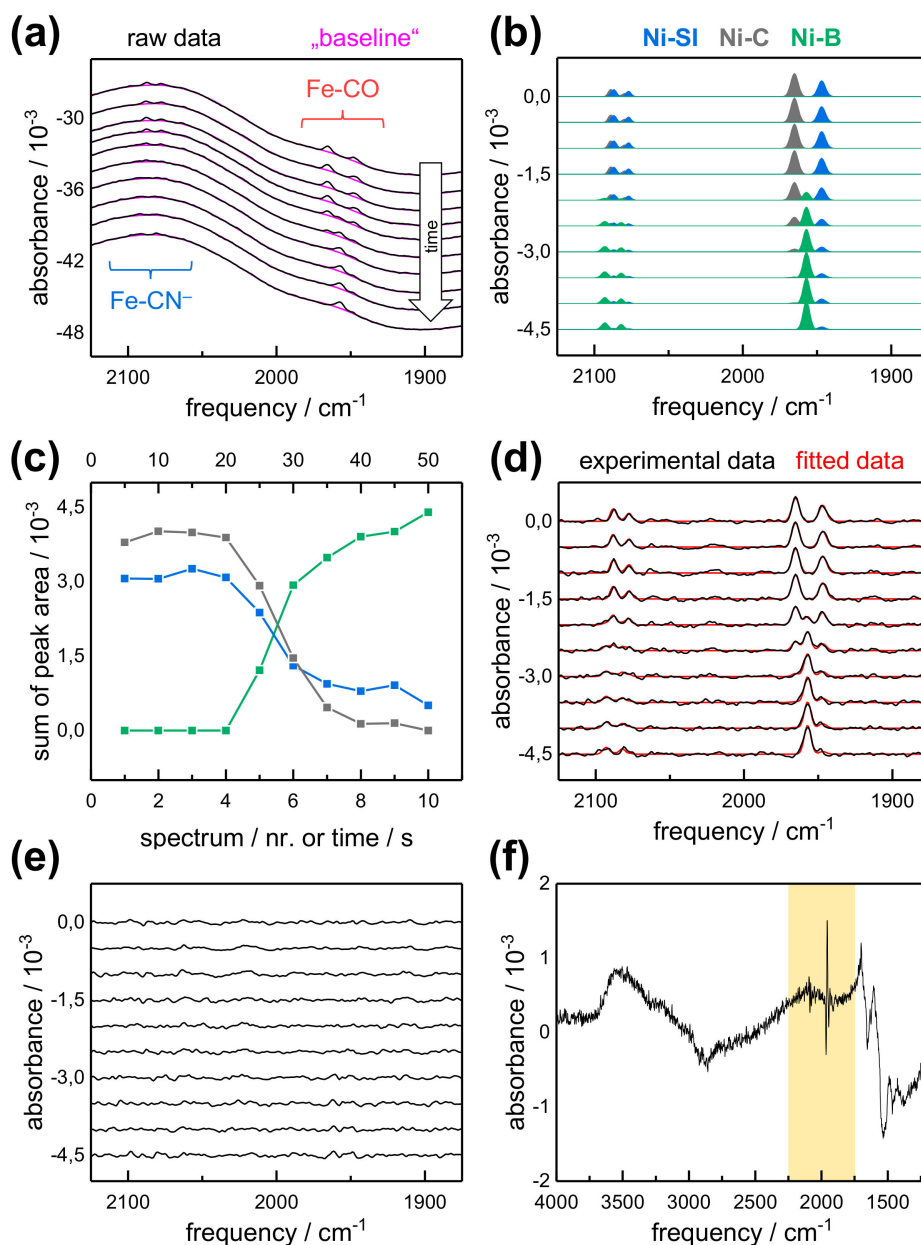 (a) raw data „baseline“
Fe-CO
Fe-CN⁻
time
-30
-36
-42
-48
absorbance / 10⁻³
2100 2000 1900
frequency / cm⁻¹
(b) Ni-SI Ni-C Ni-B
0,0
-1,5
-3,0
-4,5
absorbance / 10⁻³
2100 2000 1900
frequency / cm⁻¹
(c)
0 10 20 30 40 50
4.5
3.0
1.5
0.0
sum of peak area / 10⁻³
0 2 4 6 8 10
spectrum / nr. or time / s
(d) experimental data fitted data
0,0
-1,5
-3.0
-4,5
absorbance / 10⁻³
2100 2000 1900
frequency / cm⁻¹
(e)
0,0
-1,5
-3,0
-4,5
absorbance / 10⁻³
2100 2000 1900
frequency / cm⁻¹
(f)
2
1
0
-1
-2
absorbance / 10⁻³
4000 3500 3000 2500 2000 1500
frequency / cm⁻¹